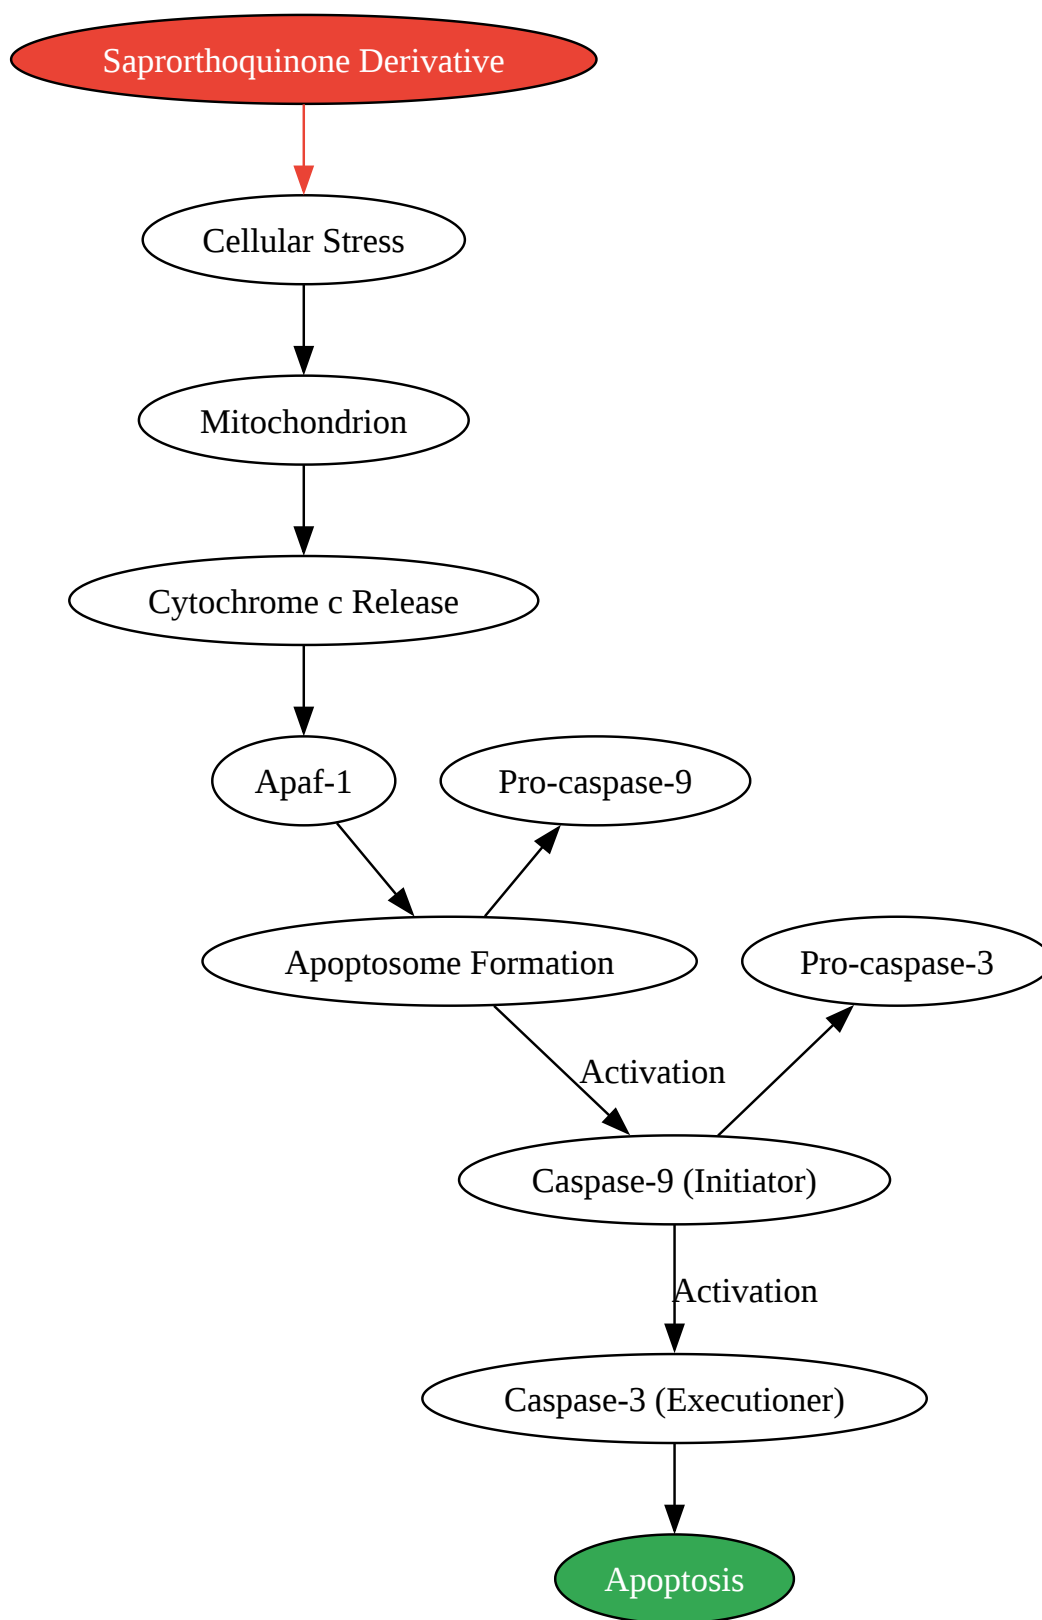 Saprorthoquinone Derivative
Cellular Stress
Mitochondrion
Cytochrome c Release
Apaf-1
Pro-caspase-9
Apoptosome Formation
Pro-caspase-3
Activation
Caspase-9 (Initiator)
Activation
Caspase-3 (Executioner)
Apoptosis